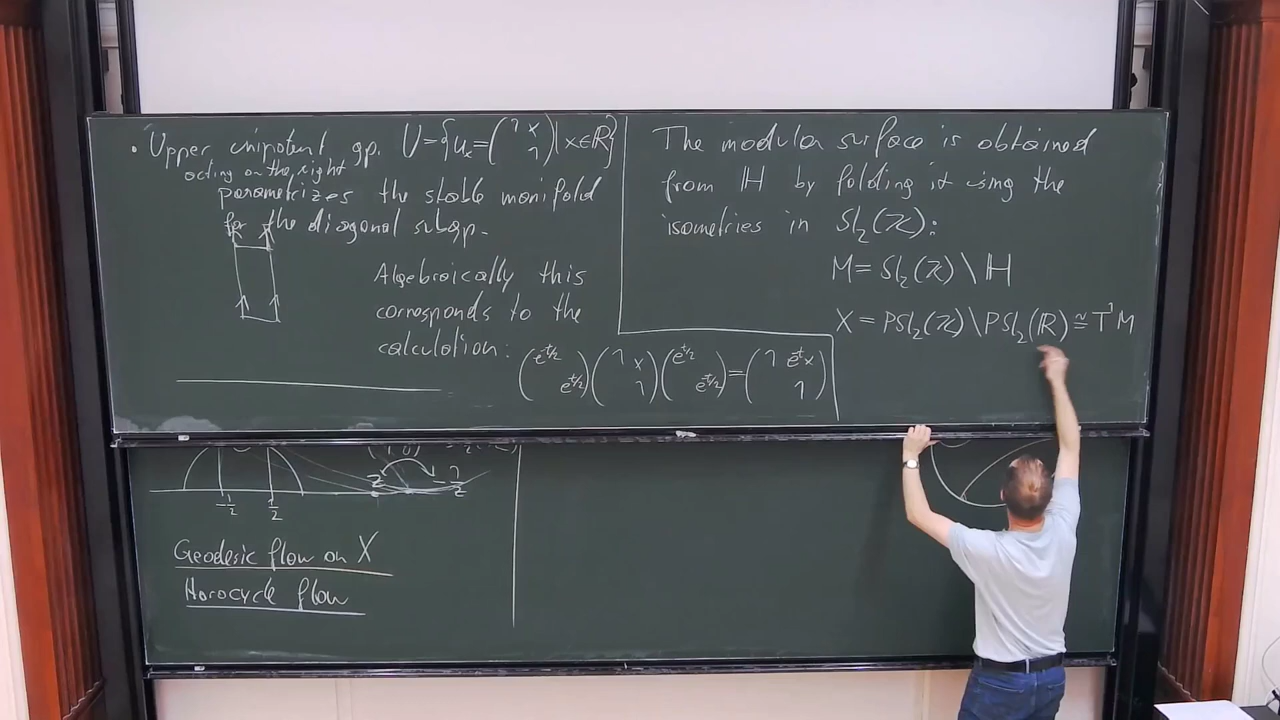 • Upper unipotent gp. U={uₓ=(1 x
1)|x∈ℝ}
acting on the right
parametrizes the stable manifold
for the diagonal subgp.
Algebraically this
corresponds to the
calculation:
(e^{t/2}
e^{t/2})(1 x
1)(e^{t/2}
e^{t/2})=(1 e^{t}x
1)
The modular surface is obtained
from ℍ by folding it using the
isometries in Sl₂(ℤ):
M = Sl₂(ℤ)\ℍ
X = PSl₂(ℤ)\PSl₂(ℝ) ≅ T¹M
z
-1/z
-1/2
1/2
Geodesic flow on X
Horocycle flow